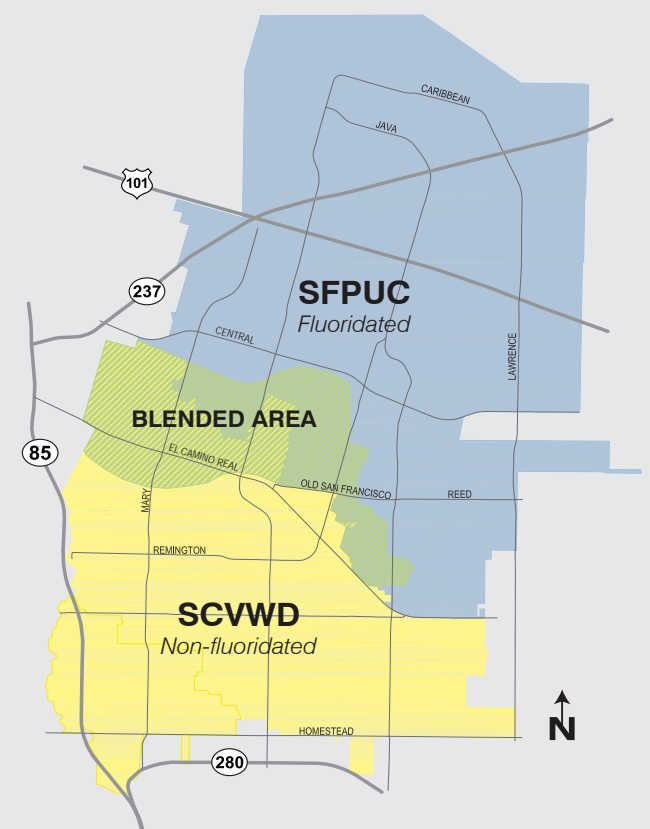 CARIBBEAN
JAVA
101
237
SFPUC
Fluoridated
CENTRAL
LAWRENCE
BLENDED AREA
85
EL CAMINO REAL
MARY
OLD SAN FRANCISCO
REED
REMINGTON
SCVWD
Non-fluoridated
HOMESTEAD
N
280